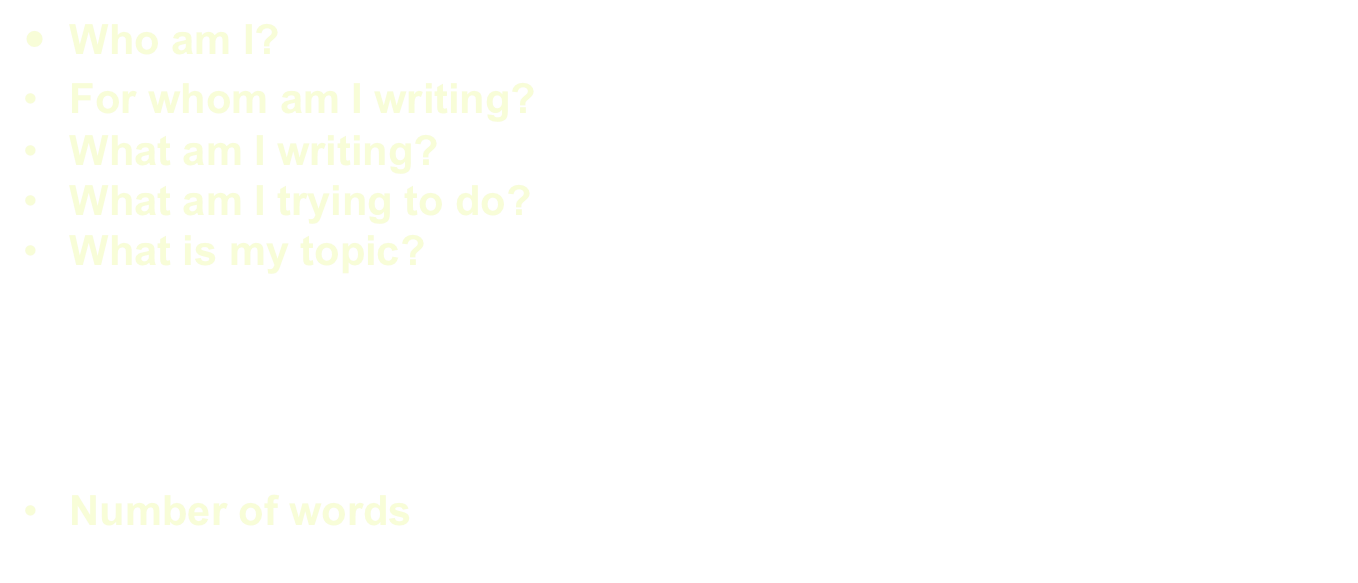 • Who am I?
• For whom am I writing?
• What am I writing?
• What am I trying to do?
• What is my topic?
• Number of words